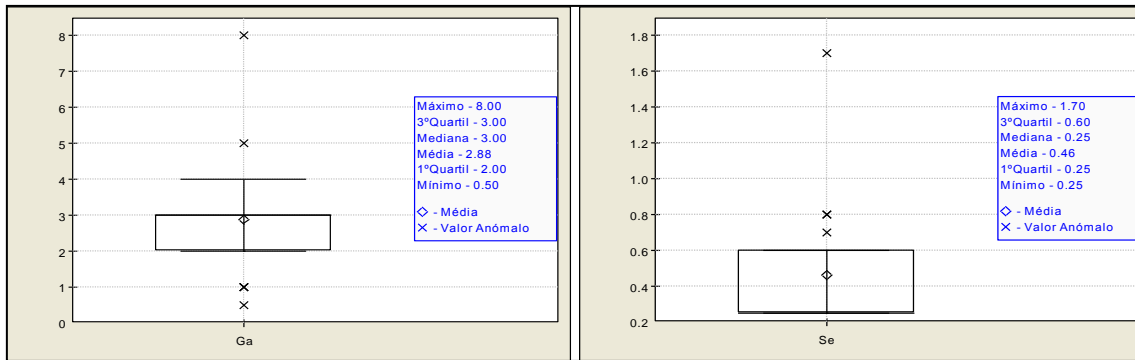 8
7
6
5
4
3
2
1
0
Máximo - 8.00
3ºQuartil - 3.00
Mediana - 3.00
Média - 2.88
1ºQuartil - 2.00
Mínimo - 0.50
- Média
- Valor Anómalo
Ga
1.8
1.6
1.4
1.2
1.0
0.8
0.6
0.4
0.2
Máximo - 1.70
3ºQuartil - 0.60
Mediana - 0.25
Média - 0.46
1ºQuartil - 0.25
Mínimo - 0.25
- Média
- Valor Anómalo
Se